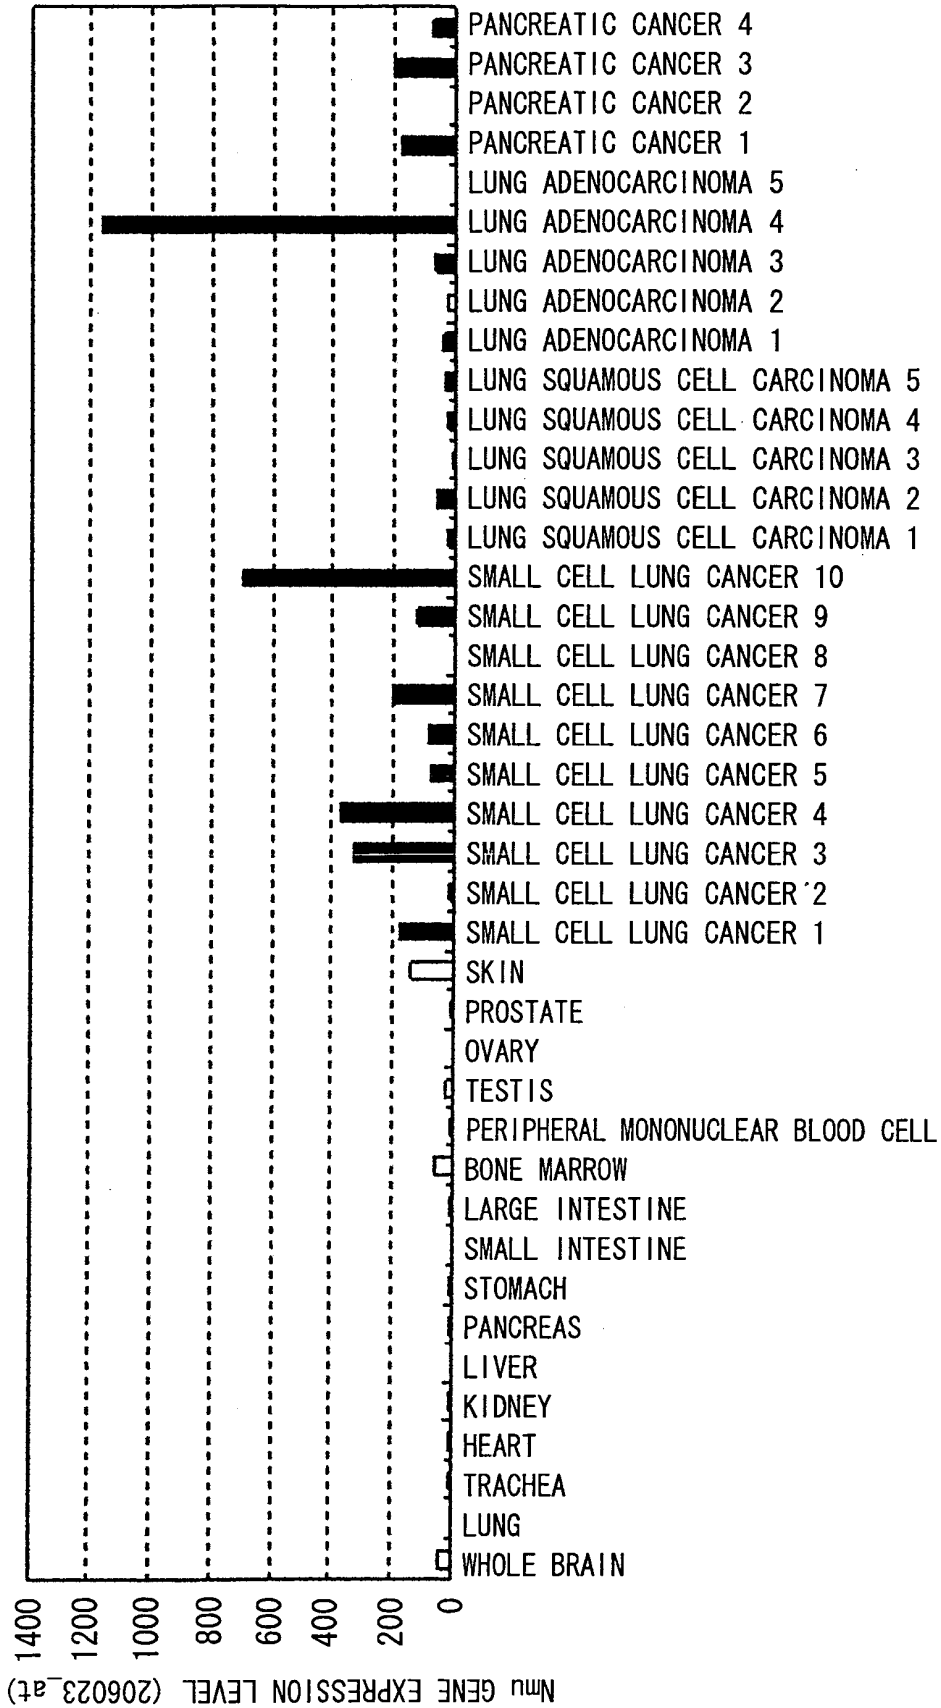 PANCREATIC CANCER 4
PANCREATIC CANCER 3
PANCREATIC CANCER 2
PANCREATIC CANCER 1
LUNG ADENOCARCINOMA 5
LUNG ADENOCARCINOMA 4
LUNG ADENOCARCINOMA 3
LUNG ADENOCARCINOMA 2
LUNG ADENOCARCINOMA 1
LUNG SQUAMOUS CELL CARCINOMA 5
LUNG SQUAMOUS CELL CARCINOMA 4
LUNG SQUAMOUS CELL CARCINOMA 3
LUNG SQUAMOUS CELL CARCINOMA 2
LUNG SQUAMOUS CELL CARCINOMA 1
SMALL CELL LUNG CANCER 10
SMALL CELL LUNG CANCER 9
SMALL CELL LUNG CANCER 8
SMALL CELL LUNG CANCER 7
SMALL CELL LUNG CANCER 6
SMALL CELL LUNG CANCER 5
SMALL CELL LUNG CANCER 4
SMALL CELL LUNG CANCER 3
SMALL CELL LUNG CANCER 2
SMALL CELL LUNG CANCER 1
SKIN
PROSTATE
OVARY
TESTIS
PERIPHERAL MONONUCLEAR BLOOD CELL
BONE MARROW
LARGE INTESTINE
SMALL INTESTINE
STOMACH
PANCREAS
LIVER
KIDNEY
HEART
TRACHEA
LUNG
WHOLE BRAIN
1400
1200
1000
800
600
400
200
0
Nmu GENE EXPRESSION LEVEL (206023_at)